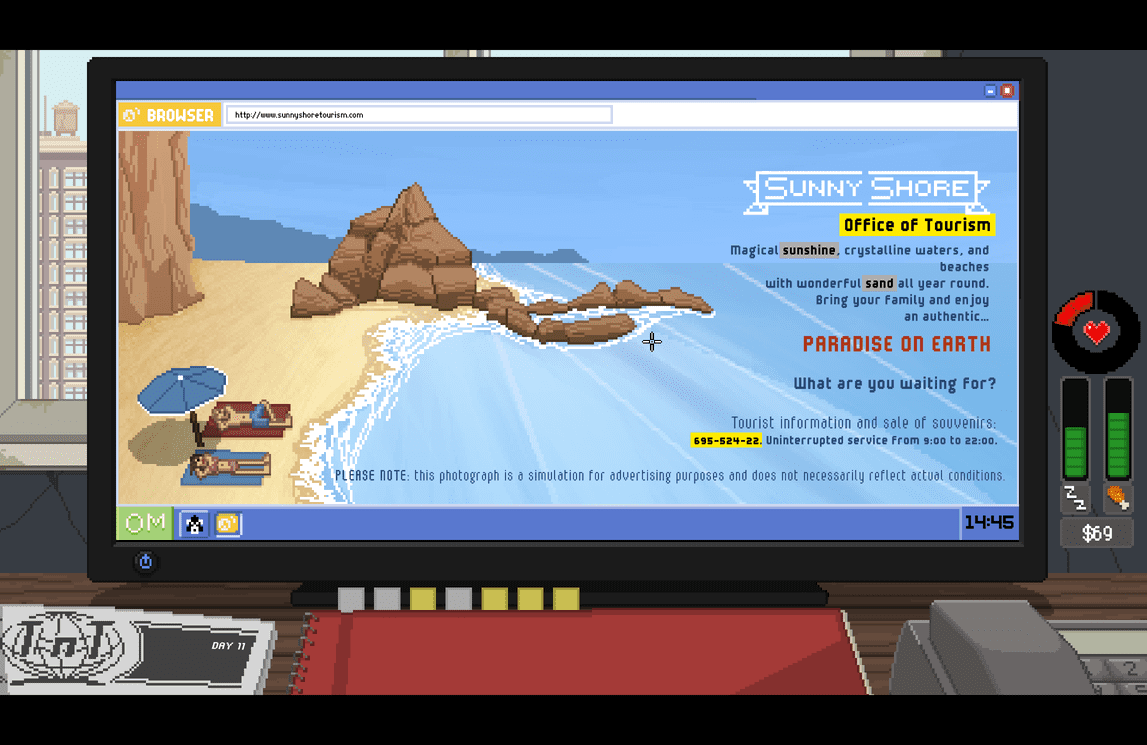 BROWSER
http://www.sunnyshoretourism.com
SUNNY SHORE
Office of Tourism
Magical sunshine, crystalline waters, and
beaches
with wonderful sand all year round.
Bring your family and enjoy
an authentic...
PARADISE ON EARTH
What are you waiting for?
Tourist information and sale of souvenirs:
695-524-22. Uninterrupted service from 9:00 to 22:00.
PLEASE NOTE: this photograph is a simulation for advertising purposes and does not necessarily reflect actual conditions.
OM
14:45
ZZZ
$69
TnT
DAY 11
2